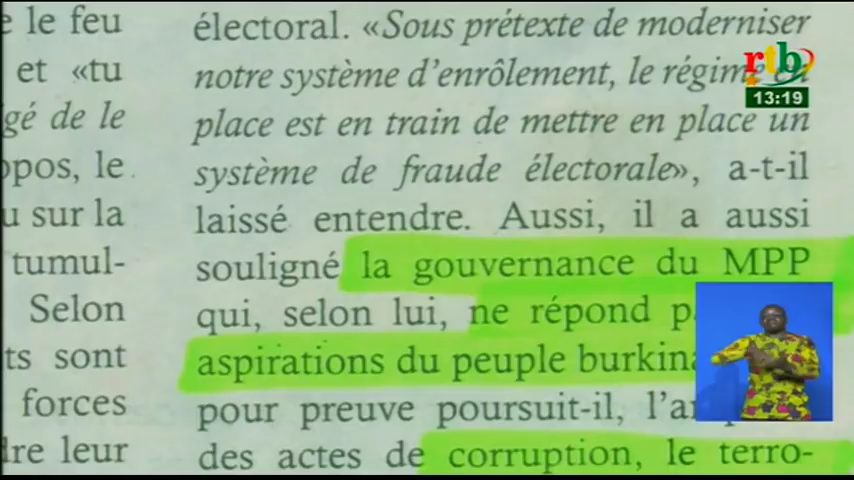 e le feu
et «tu
gé de le
opos, le
u sur la
tumul-
Selon
ts sont
forces
dre leur
électoral. «Sous prétexte de moderniser
notre système d'enrôlement, le régime en
place est en train de mettre en place un
système de fraude électorale», a-t-il
laissé entendre. Aussi, il a aussi
souligné la gouvernance du MPP
qui, selon lui, ne répond p
aspirations du peuple burkina
pour preuve poursuit-il, l'a
des actes de corruption, le terro-
rtb
13:19